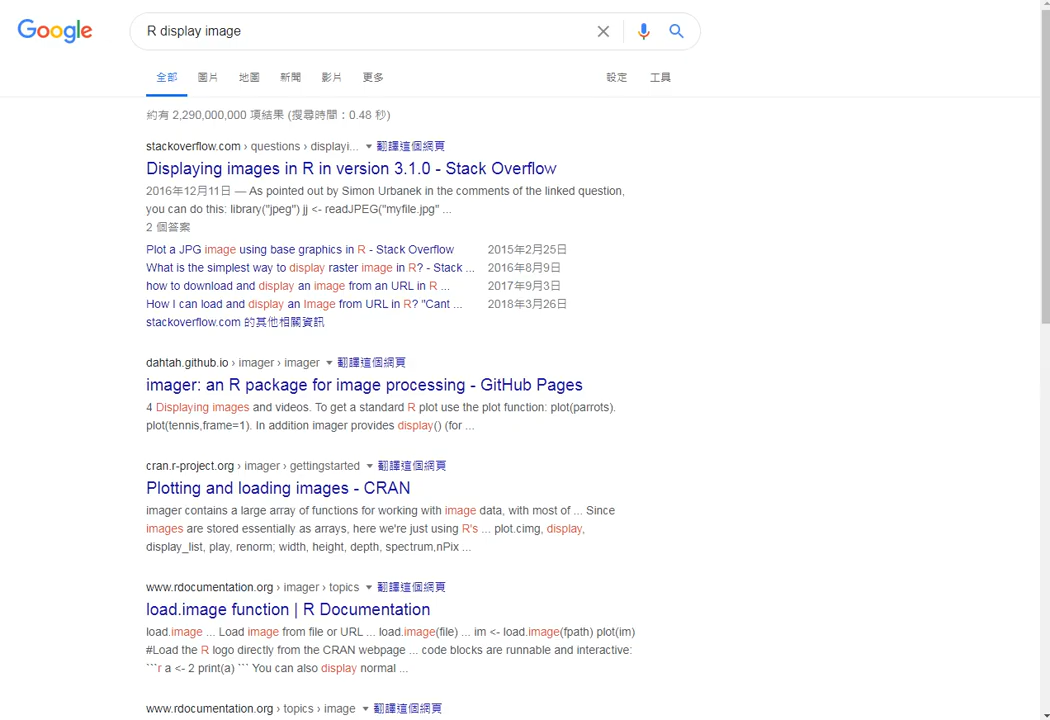 Google
R display image
全部 圖片 地圖 新聞 影片 更多 設定 工具
約有 2,290,000,000 項結果 (搜尋時間：0.48 秒)
stackoverflow.com › questions › displayi... 翻譯這個網頁
Displaying images in R in version 3.1.0 - Stack Overflow
2016年12月11日 — As pointed out by Simon Urbanek in the comments of the linked question,
you can do this: library("jpeg") jj <- readJPEG("myfile.jpg" ...
2 個答案
Plot a JPG image using base graphics in R - Stack Overflow 2015年2月25日
What is the simplest way to display raster image in R? - Stack ... 2016年8月9日
how to download and display an image from an URL in R ... 2017年9月3日
How I can load and display an Image from URL in R? "Cant ... 2018年3月26日
stackoverflow.com 的其他相關資訊
dahtah.github.io › imager › imager 翻譯這個網頁
imager: an R package for image processing - GitHub Pages
4 Displaying images and videos. To get a standard R plot use the plot function: plot(parrots).
plot(tennis,frame=1). In addition imager provides display() (for ...
cran.r-project.org › imager › gettingstarted 翻譯這個網頁
Plotting and loading images - CRAN
imager contains a large array of functions for working with image data, with most of ... Since
images are stored essentially as arrays, here we're just using R's ... plot.cimg, display,
display_list, play, renorm; width, height, depth, spectrum,nPix ...
www.rdocumentation.org › imager › topics 翻譯這個網頁
load.image function | R Documentation
load.image ... Load image from file or URL ... load.image(file) ... im <- load.image(fpath) plot(im)
#Load the R logo directly from the CRAN webpage ... code blocks are runnable and interactive:
```r a <- 2 print(a) ``` You can also display normal ...
www.rdocumentation.org › topics › image 翻譯這個網頁